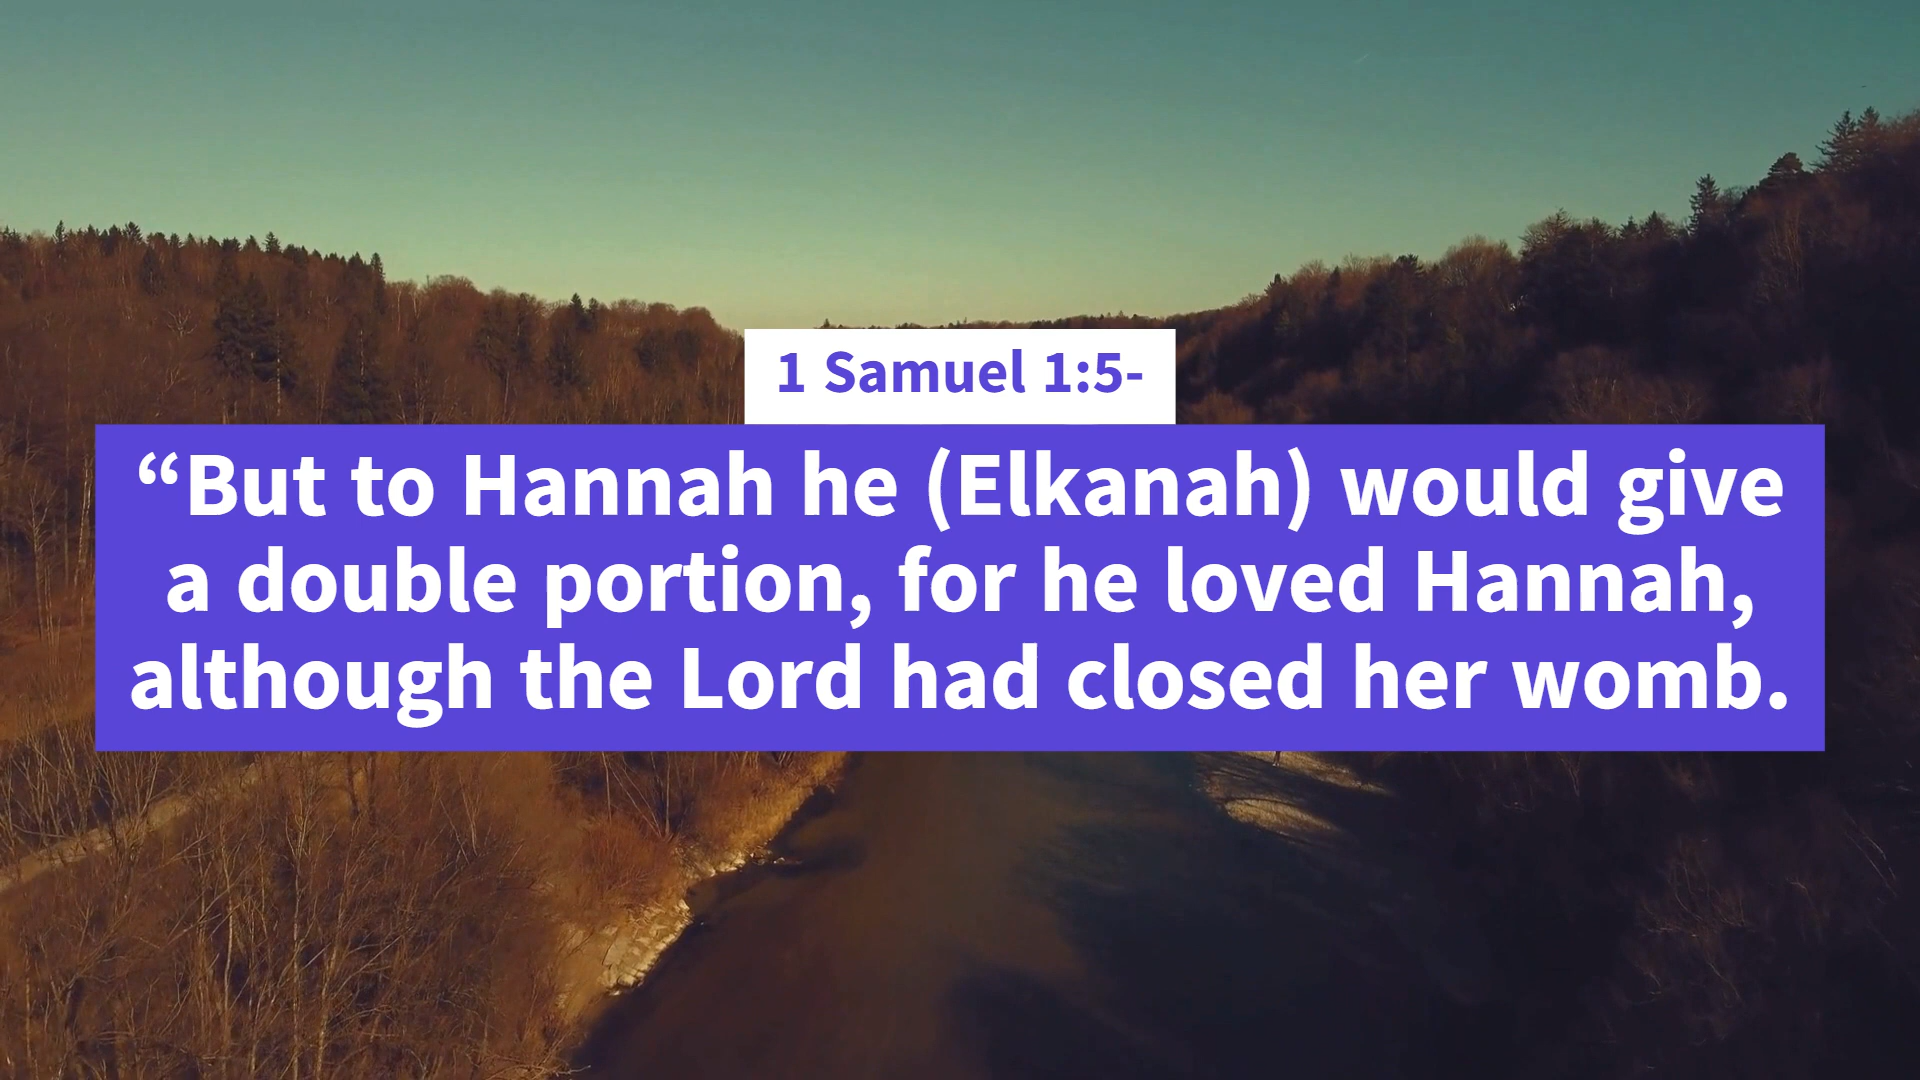 1 Samuel 1:5-
“But to Hannah he (Elkanah) would give
a double portion, for he loved Hannah,
although the Lord had closed her womb.